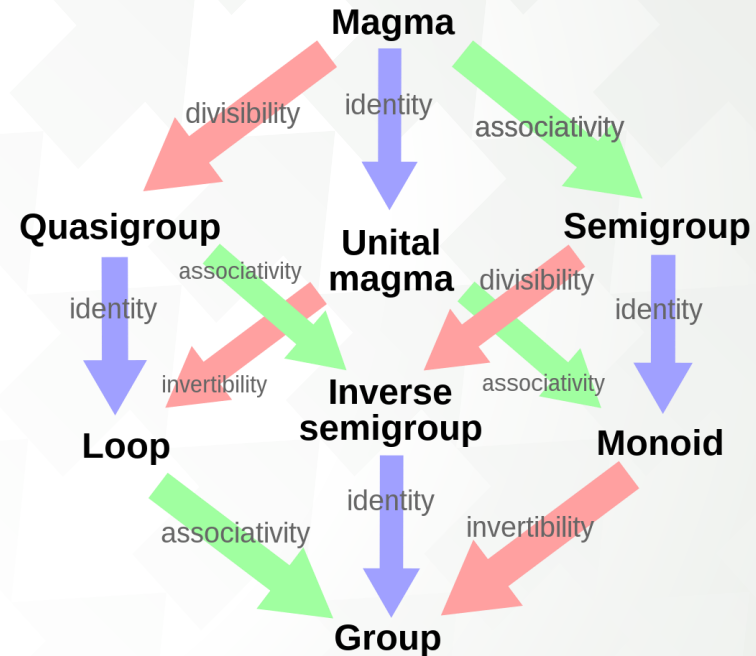 Magma
divisibility
identity
associativity
Quasigroup
Unital
magma
Semigroup
associativity
divisibility
identity
identity
invertibility
associativity
Inverse
semigroup
Loop
Monoid
identity
associativity
invertibility
Group